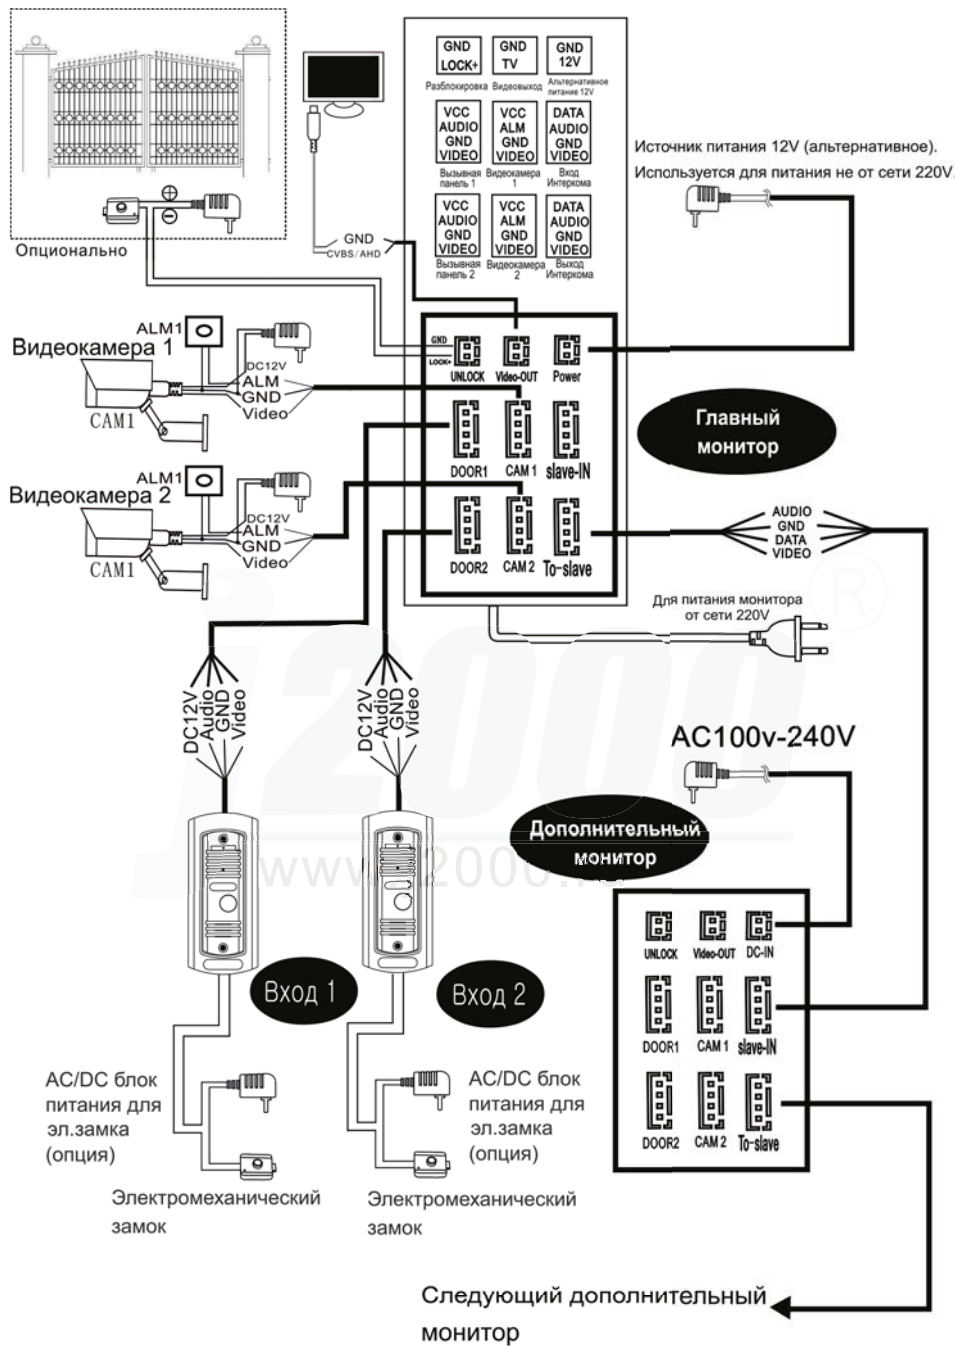 GND
LOCK+
Разблокировка
GND
TV
Видеовыход
GND
12V
Альтернативное
питание 12V
VCC
AUDIO
GND
VIDEO
Вызывная
панель 1
VCC
ALM
GND
VIDEO
Видеокамера
1
DATA
AUDIO
GND
VIDEO
Вход
Интеркома
VCC
AUDIO
GND
VIDEO
Вызывная
панель 2
VCC
ALM
GND
VIDEO
Видеокамера
2
DATA
AUDIO
GND
VIDEO
Выход
Интеркома
Источник питания 12V (альтернативное).
Используется для питания не от сети 220V.
Опционально
GND
CVBS/AHD
GND
LOCK+
UNLOCK
Video-OUT
Power
DOOR1
CAM 1
slave-IN
DOOR2
CAM 2
To-slave
ALM1
Видеокамера 1
DC12V
ALM
GND
Video
CAM1
ALM1
Видеокамера 2
DC12V
ALM
GND
Video
CAM1
Главный
монитор
AUDIO
GND
DATA
VIDEO
Для питания монитора
от сети 220V
j2000 ®
www.j2000.ru
DC12V
Audio
GND
Video
DC12V
Audio
GND
Video
AC100v-240V
Дополнительный
монитор
UNLOCK
Video-OUT
DC-IN
DOOR1
CAM 1
slave-IN
DOOR2
CAM 2
To-slave
Вход 1
Вход 2
AC/DC блок
питания для
эл.замка
(опция)
AC/DC блок
питания для
эл.замка
(опция)
Электромеханический
замок
Электромеханический
замок
Следующий дополнительный
монитор